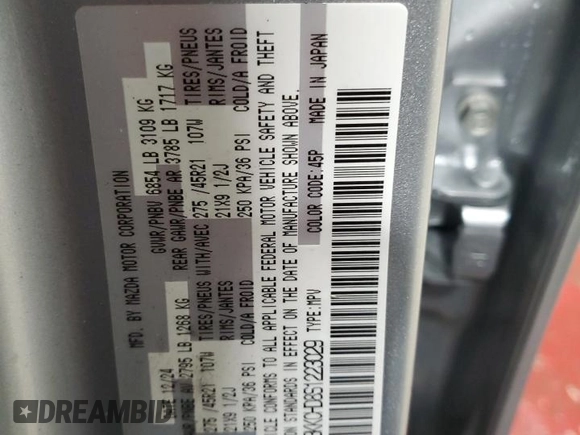 MFD. BY MAZDA MOTOR CORPORATION
12/24
GVWR/PNBV 6854 LB 3109 KG
2795 LB 1268 KG
REAR GAWR/PNBE AR 3785 LB 1717 KG
275 /45R21 107W
TIRES/PNEUS WITH/AVEC 275 /45R21 107W
TIRES/PNEUS
21X9 1/2J
RIMS/JANTES
21X9 1/2J
RIMS/JANTES
KPA/36 PSI
COLD/A FROID
250 KPA/36 PSI
COLD/A FROID
VEHICLE CONFORMS TO ALL APPLICABLE FEDERAL MOTOR VEHICLE SAFETY AND THEFT
STANDARDS IN EFFECT ON THE DATE OF MANUFACTURE SHOWN ABOVE.
TYPE:MPV
COLOR CODE:45P
MADE IN JAPAN
AUTOBIDCAR